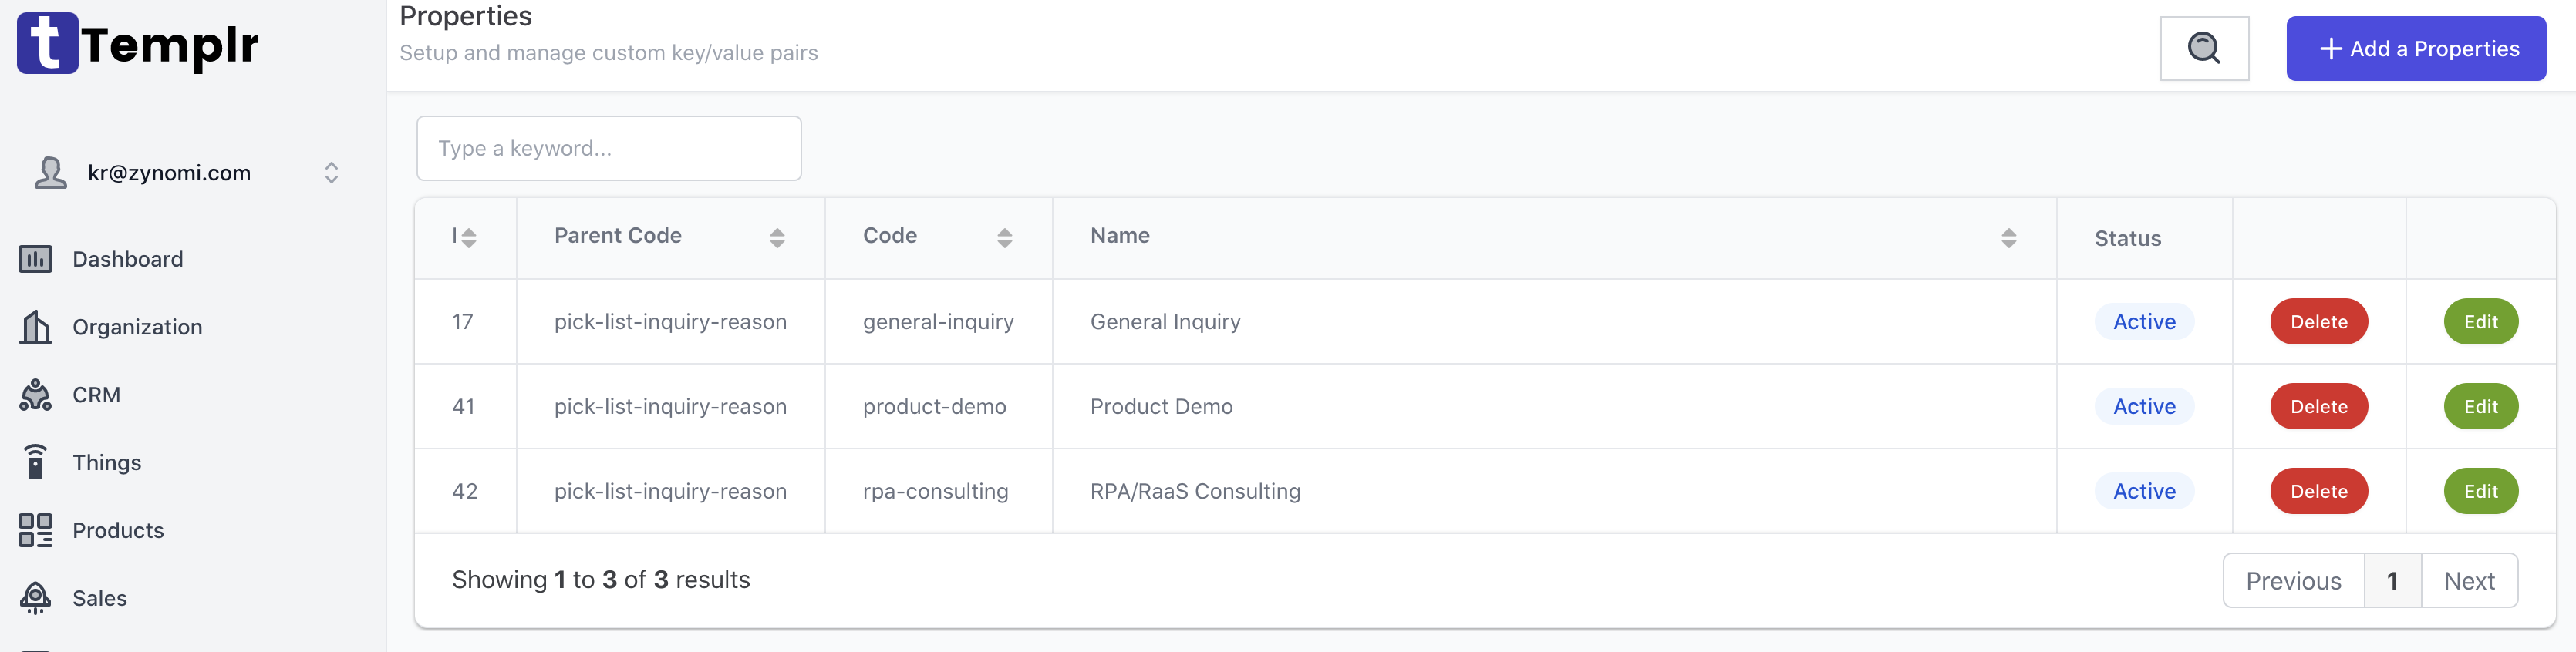 t Templr
kr@zynomi.com
Dashboard
Organization
CRM
Things
Products
Sales
Properties
Setup and manage custom key/value pairs
+ Add a Properties
Type a keyword...
I Parent Code Code Name Status
17 pick-list-inquiry-reason general-inquiry General Inquiry Active Delete Edit
41 pick-list-inquiry-reason product-demo Product Demo Active Delete Edit
42 pick-list-inquiry-reason rpa-consulting RPA/RaaS Consulting Active Delete Edit
Showing 1 to 3 of 3 results
Previous 1 Next